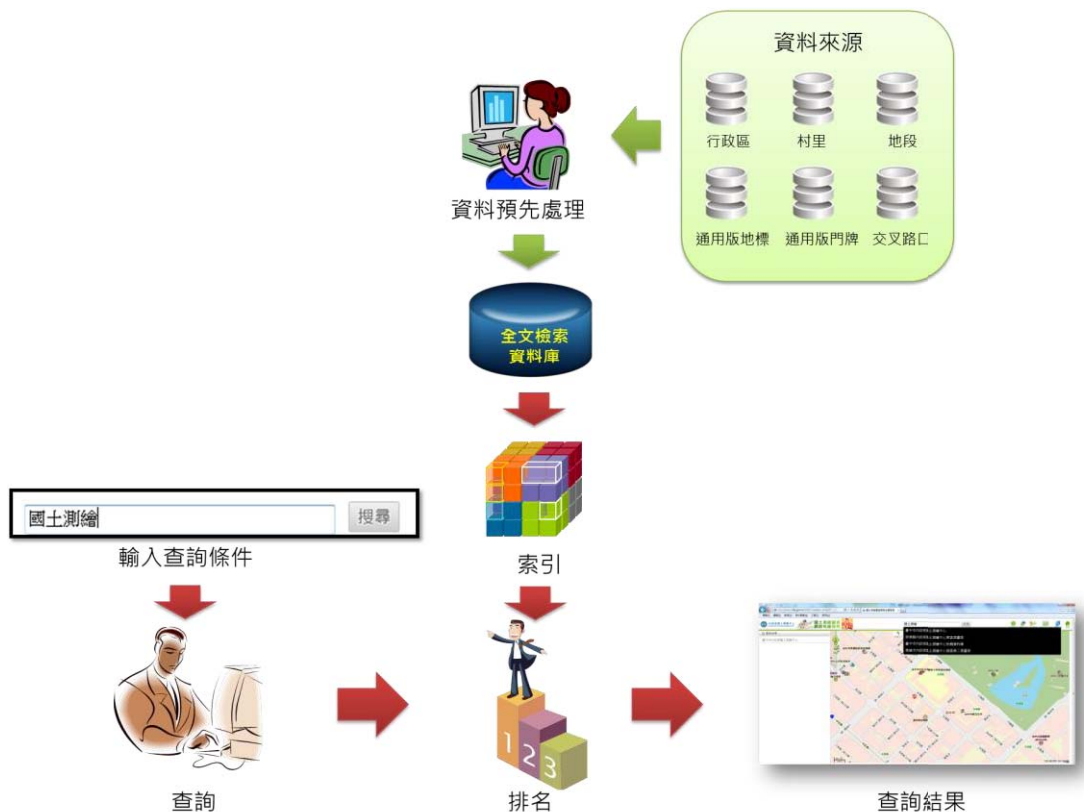 資料來源
行政區
村里
地段
通用版地標
通用版門牌
交叉路口
資料預先處理
全文檢索
資料庫
索引
國土測繪
搜尋
輸入查詢條件
查詢
1
2
3
排名
查詢結果